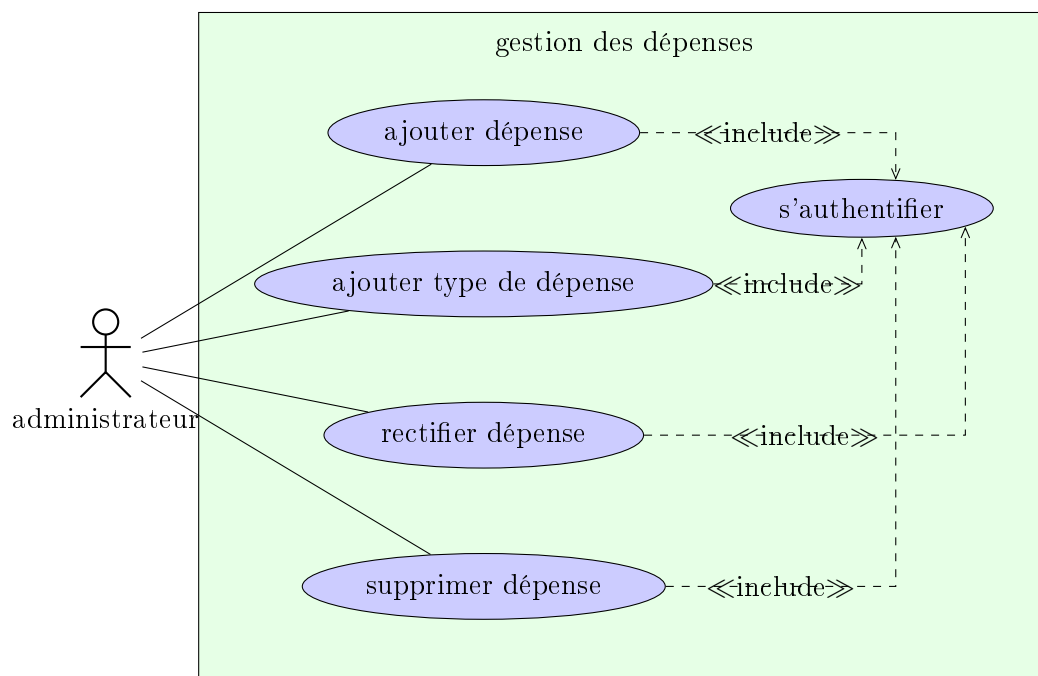 gestion des dépenses
ajouter dépense
≪include≫
s'authentifier
ajouter type de dépense
≪include≫
administrateur
rectifier dépense
≪include≫
supprimer dépense
≪include≫